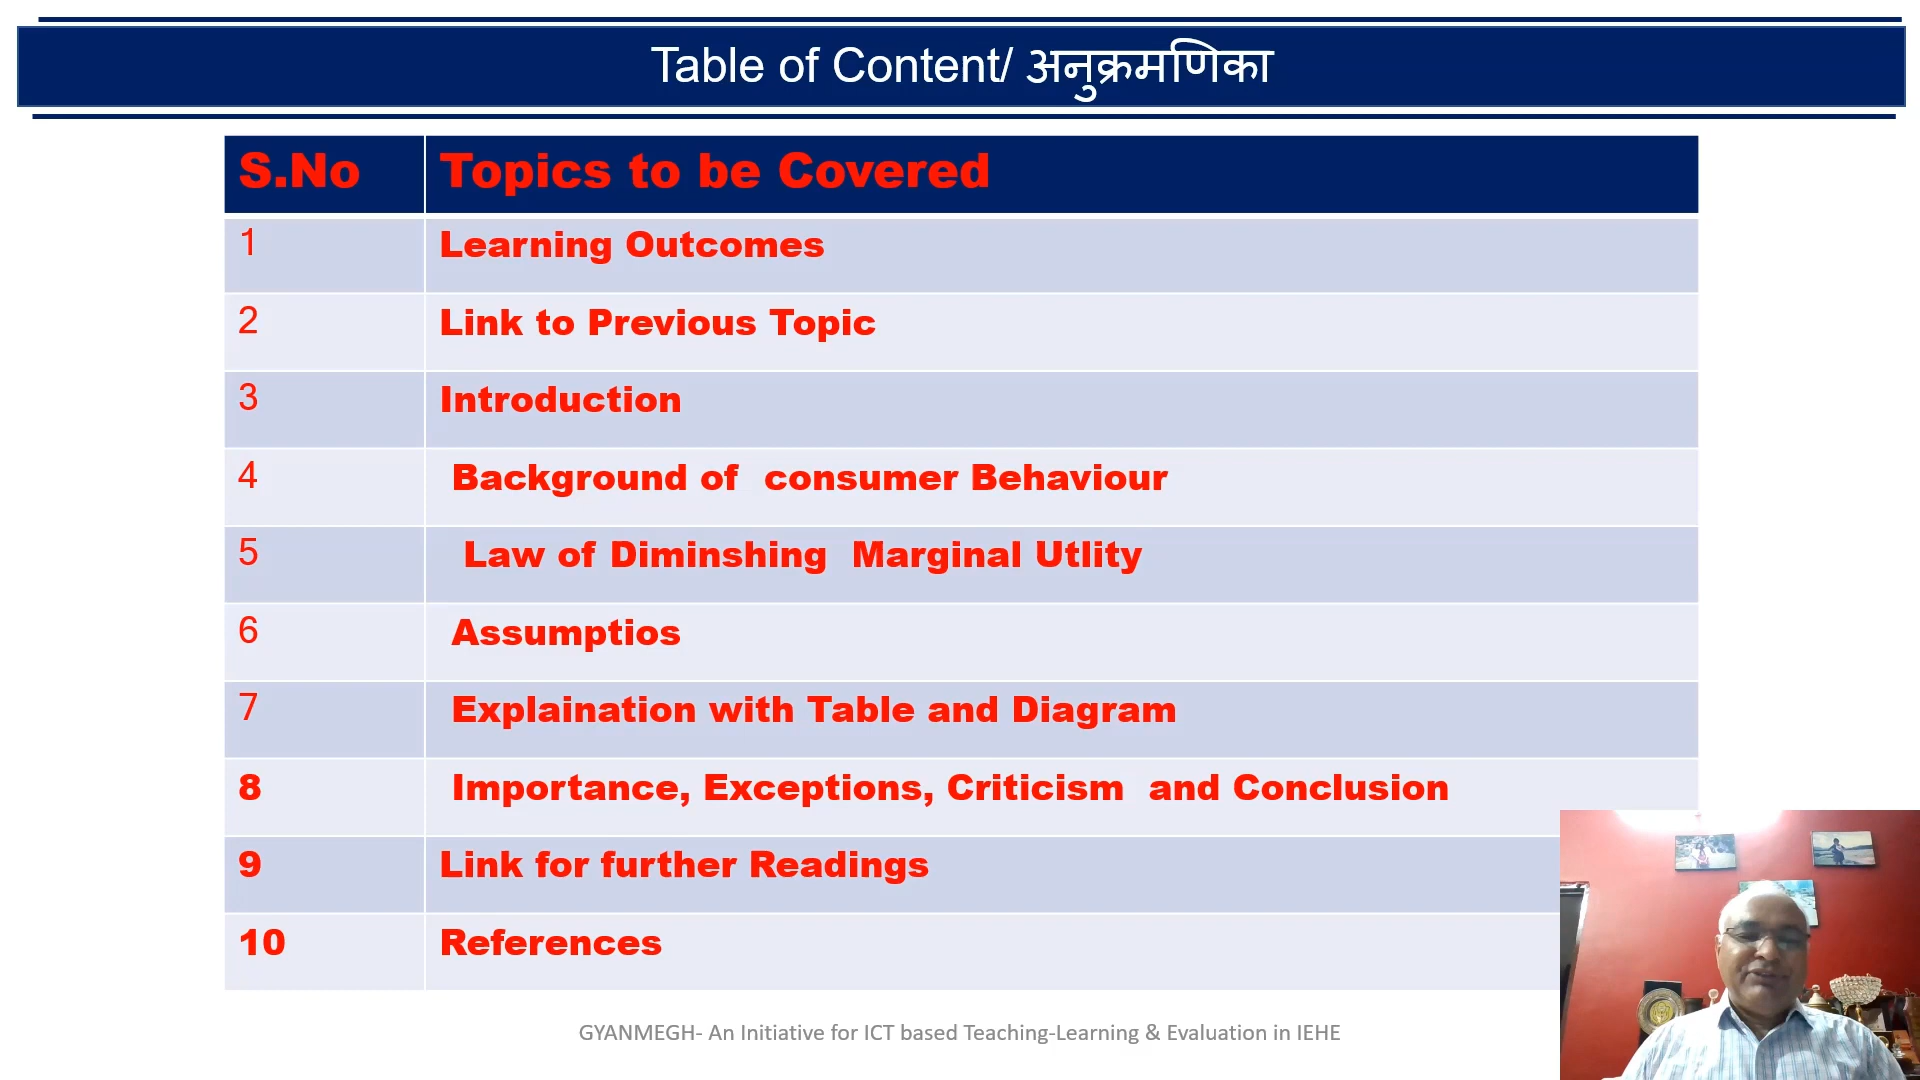 Table of Content/ अनुक्रमणिका
S.No Topics to be Covered
1 Learning Outcomes
2 Link to Previous Topic
3 Introduction
4 Background of consumer Behaviour
5 Law of Diminshing Marginal Utlity
6 Assumptios
7 Explaination with Table and Diagram
8 Importance, Exceptions, Criticism and Conclusion
9 Link for further Readings
10 References
GYANMEGH- An Initiative for ICT based Teaching-Learning & Evaluation in IEHE